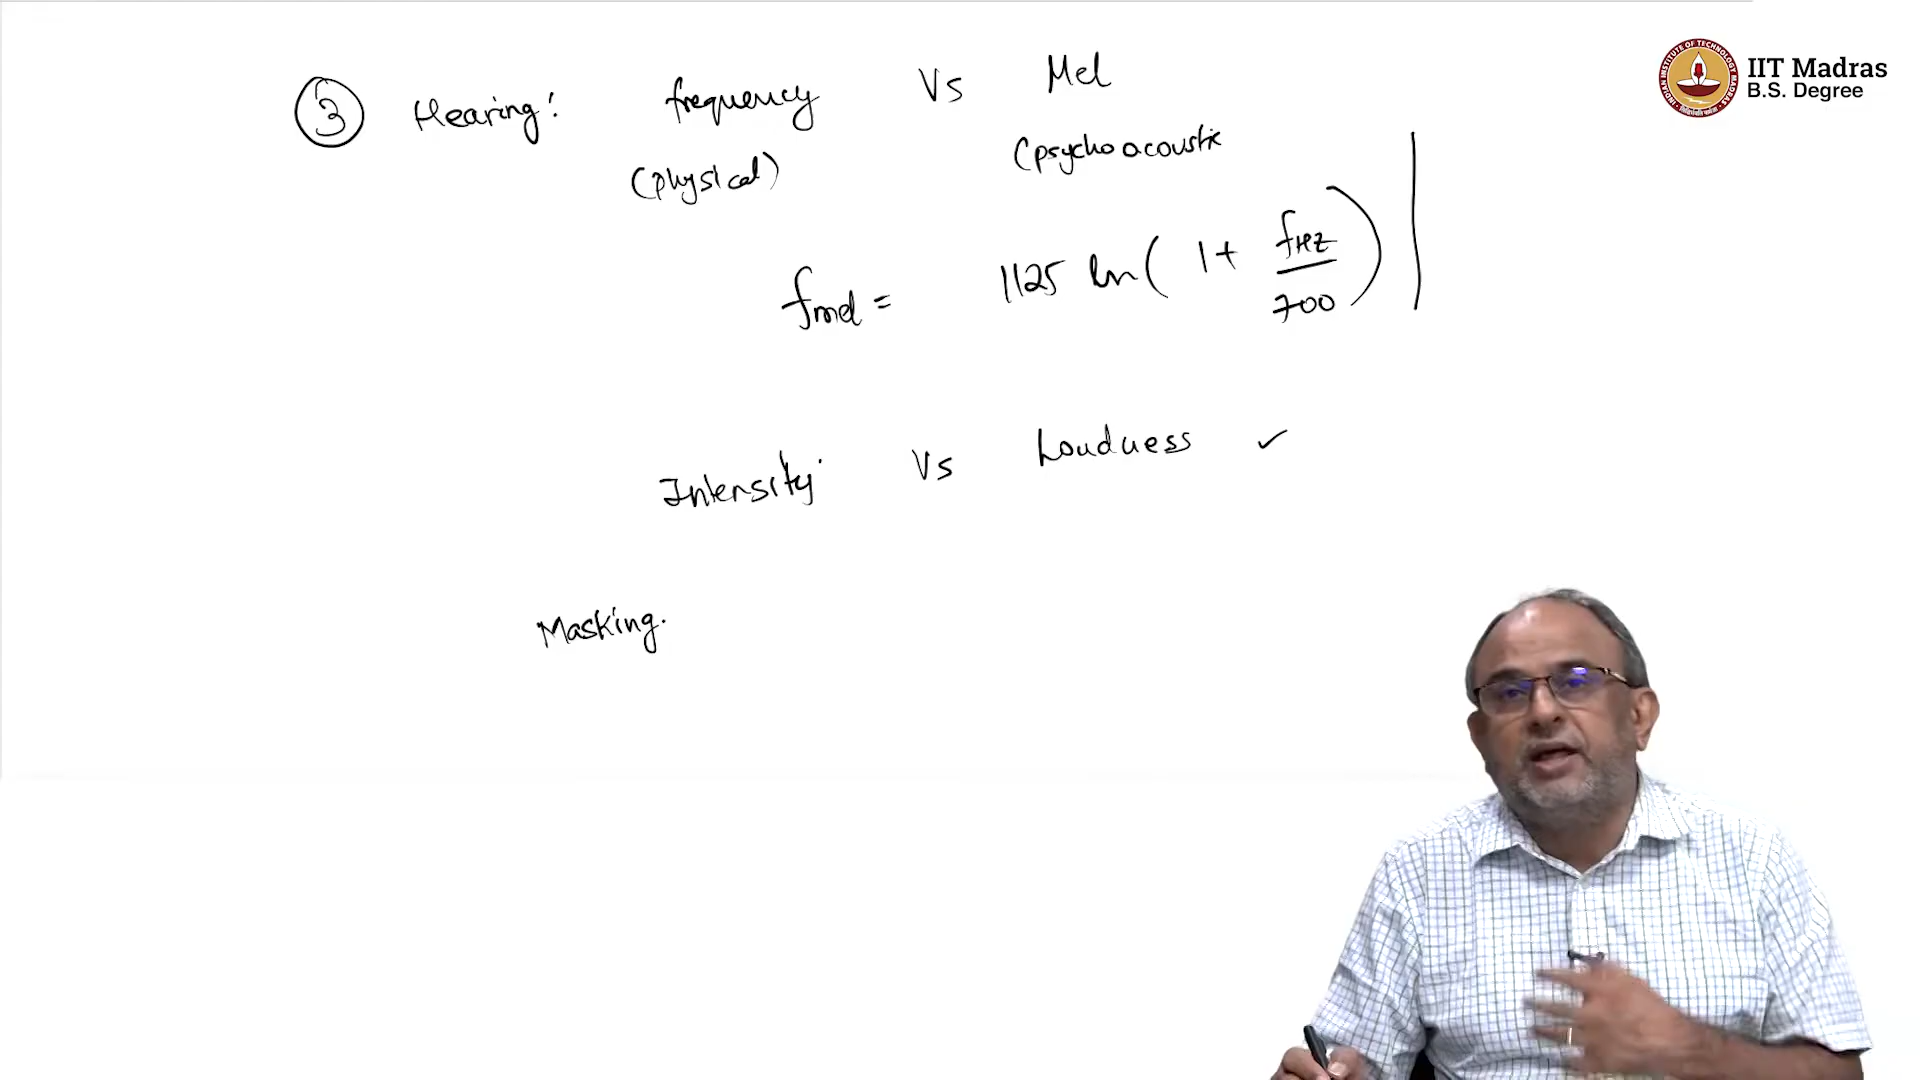 3 Hearing: frequency Vs Mel
(physical) (psychoacoustic
fmel = 1125 ln( 1 + fHz/700 )
Intensity Vs Loudness ✓
Masking.
IIT Madras
B.S. Degree